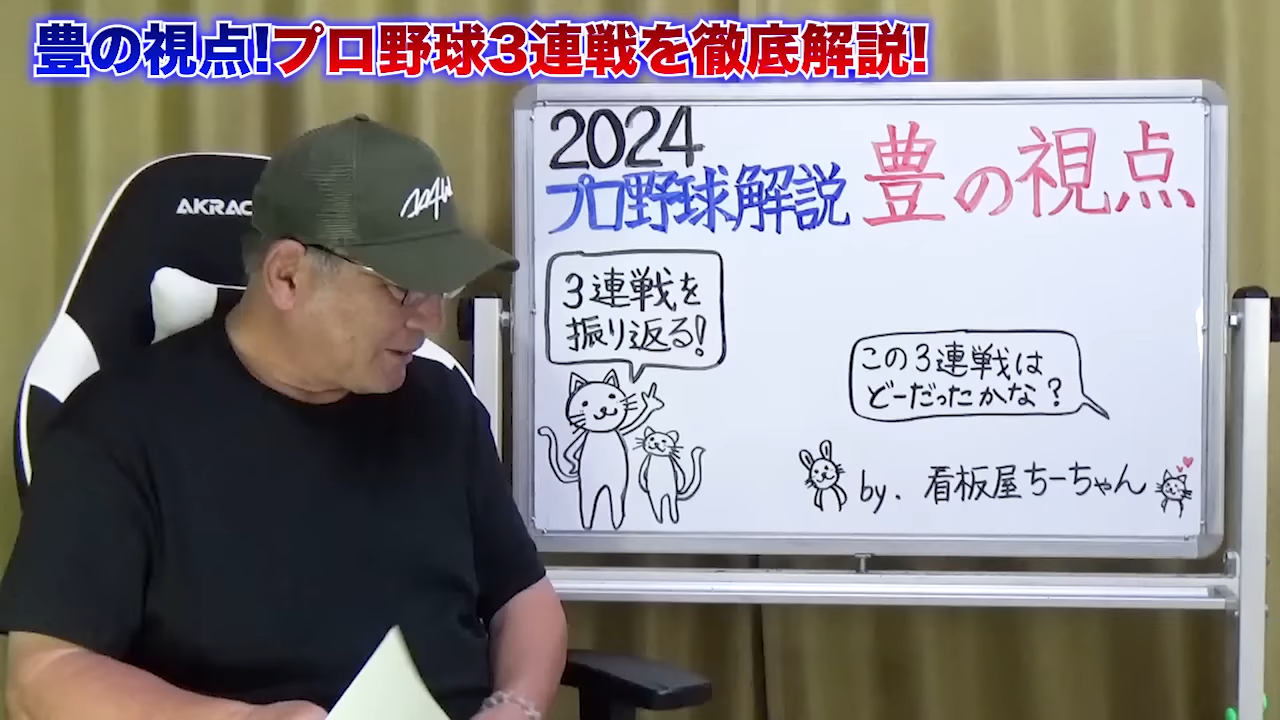 豊の視点!プロ野球3連戦を徹底解説!
AKRAC
2024
プロ野球解説 豊の視点
3連戦を
振り返る!
この3連戦は
どーだったかな?
by. 看板屋ちーちゃん